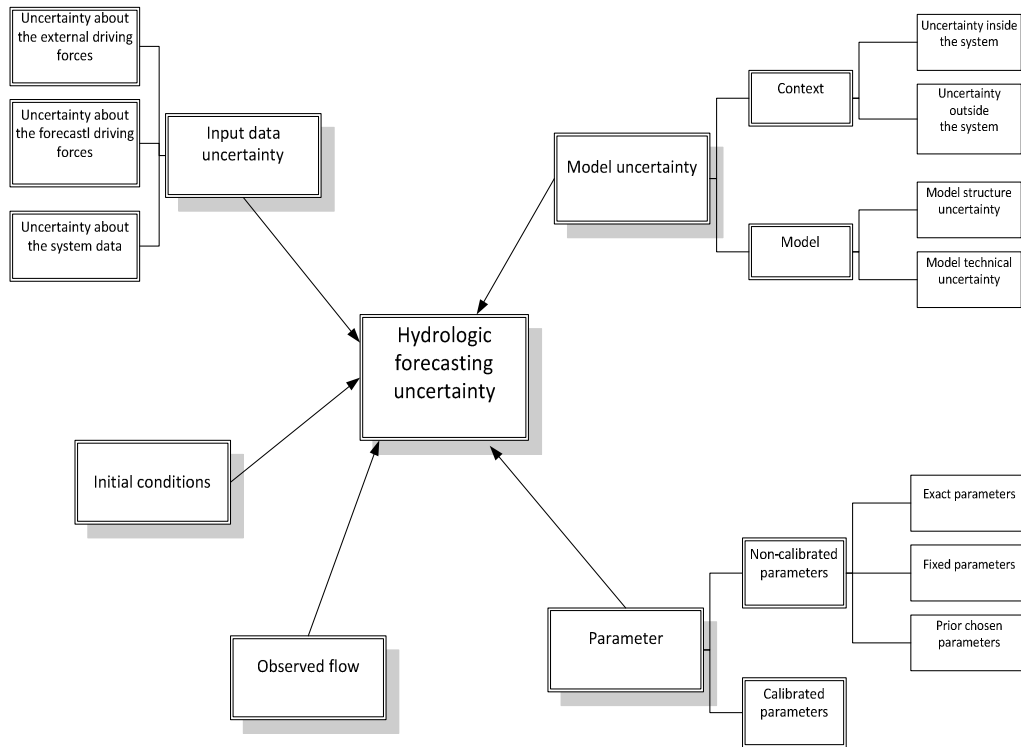 Uncertainty about
the external driving
forces
Uncertainty about
the forecastl driving
forces
Uncertainty about
the system data
Input data
uncertainty
Model uncertainty
Context
Uncertainty inside
the system
Uncertainty
outside
the system
Model
Model structure
uncertainty
Model technical
uncertainty
Hydrologic
forecasting
uncertainty
Initial conditions
Observed flow
Parameter
Non-calibrated
parameters
Exact parameters
Fixed parameters
Prior chosen
parameters
Calibrated
parameters